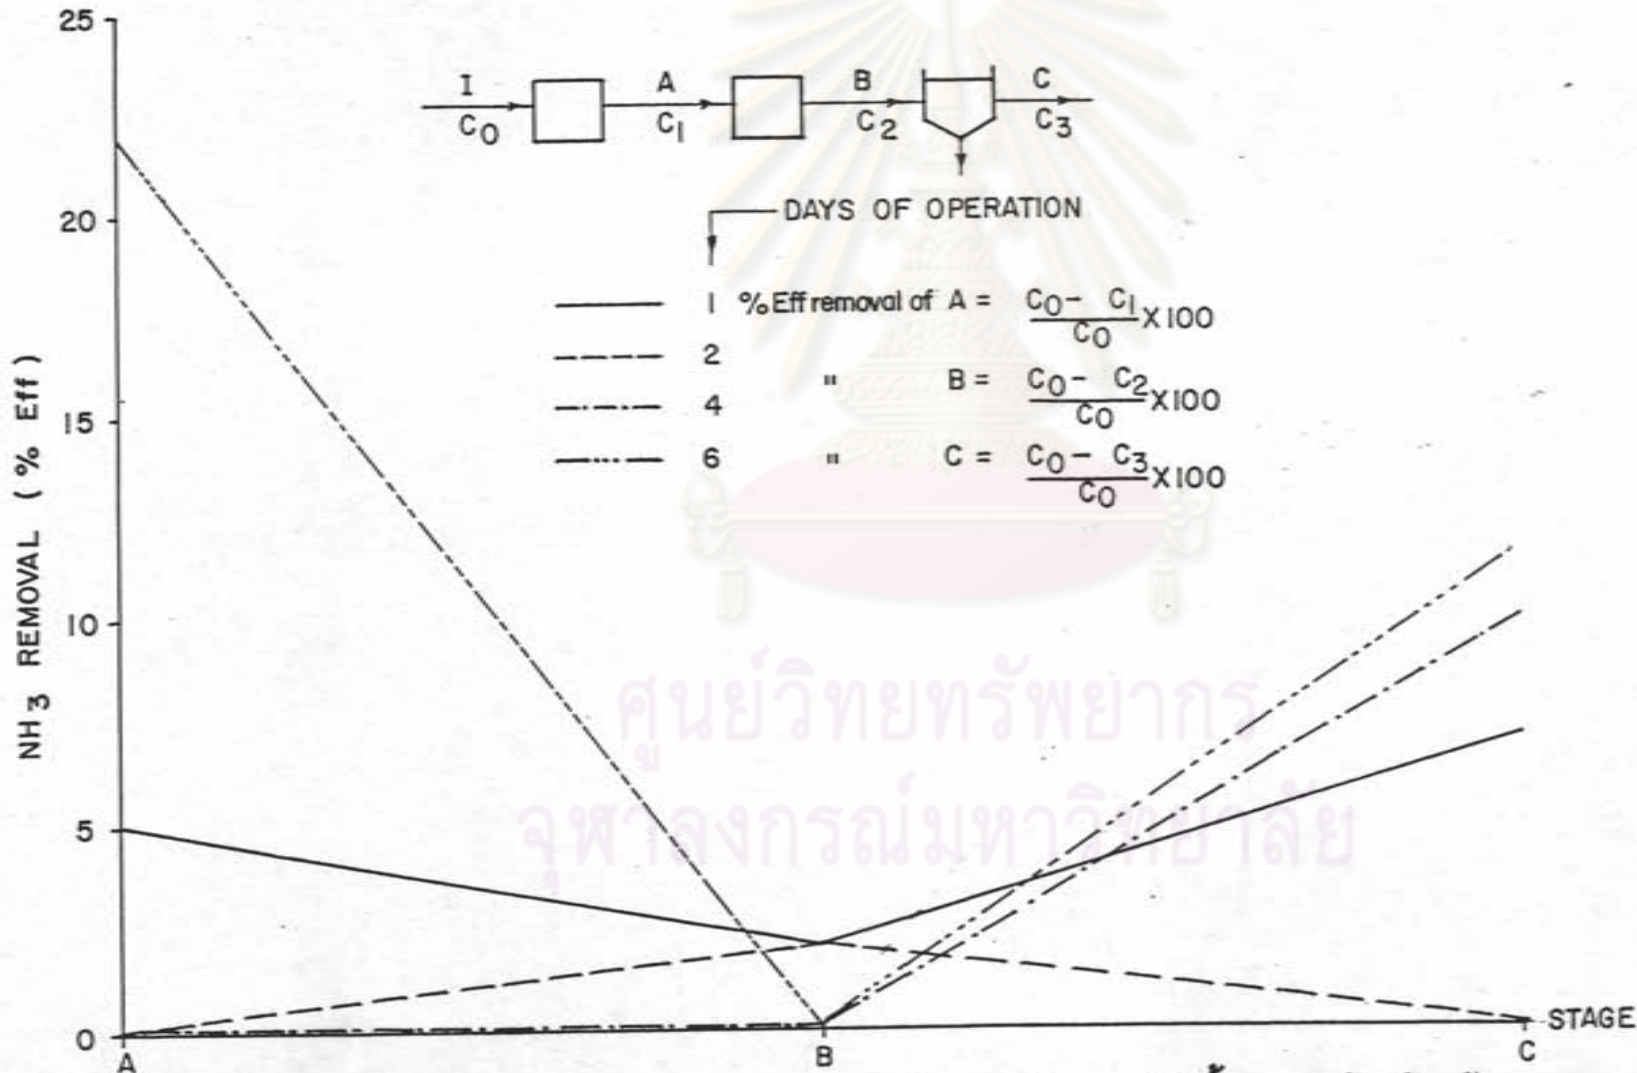 25
20
15
10
5
0
NH3 REMOVAL (% Eff)
I
C0
A
C1
B
C2
C
C3
DAYS OF OPERATION
1 % Eff removal of A = C0 - C1 / C0 X 100
2
" B = C0 - C2 / C0 X 100
4
6 " C = C0 - C3 / C0 X 100
ศูนย์วิทยทรัพยากร
จุฬาลงกรณ์มหาวิทยาลัย
STAGE
A
B
C